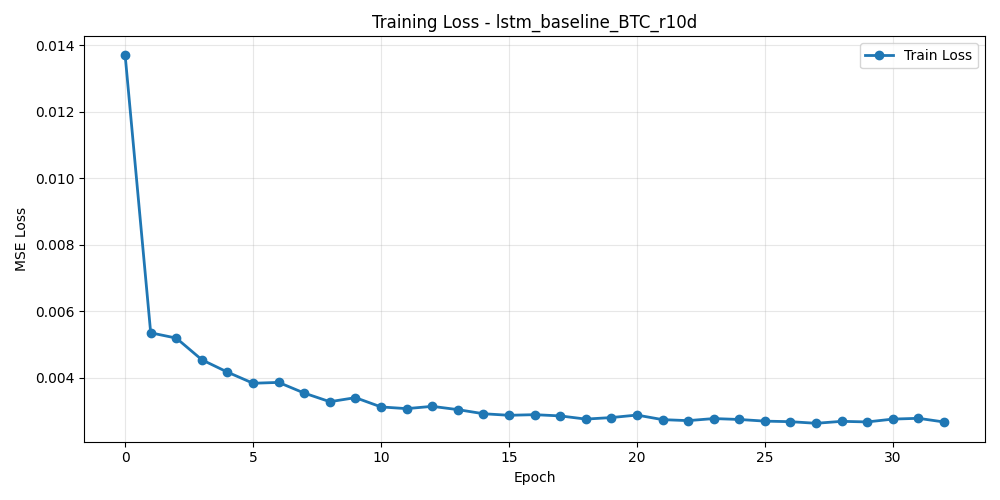 Training Loss - lstm_baseline_BTC_r10d
Train Loss
MSE Loss
0.014
0.012
0.010
0.008
0.006
0.004
0 5 10 15 20 25 30
Epoch